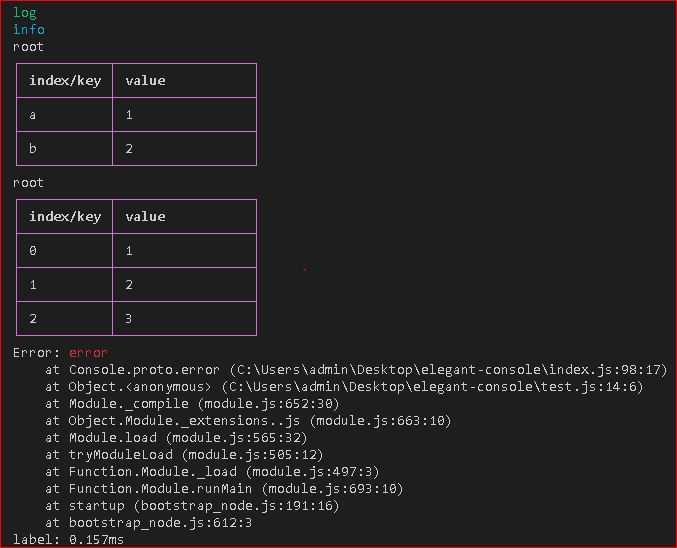 log
info
root
index/key value
a 1
b 2
root
index/key value
0 1
1 2
2 3
Error: error
    at Console.proto.error (C:\Users\admin\Desktop\elegant-console\index.js:98:17)
    at Object.<anonymous> (C:\Users\admin\Desktop\elegant-console\test.js:14:6)
    at Module._compile (module.js:652:30)
    at Object.Module._extensions..js (module.js:663:10)
    at Module.load (module.js:565:32)
    at tryModuleLoad (module.js:505:12)
    at Function.Module._load (module.js:497:3)
    at Function.Module.runMain (module.js:693:10)
    at startup (bootstrap_node.js:191:16)
    at bootstrap_node.js:612:3
label: 0.157ms